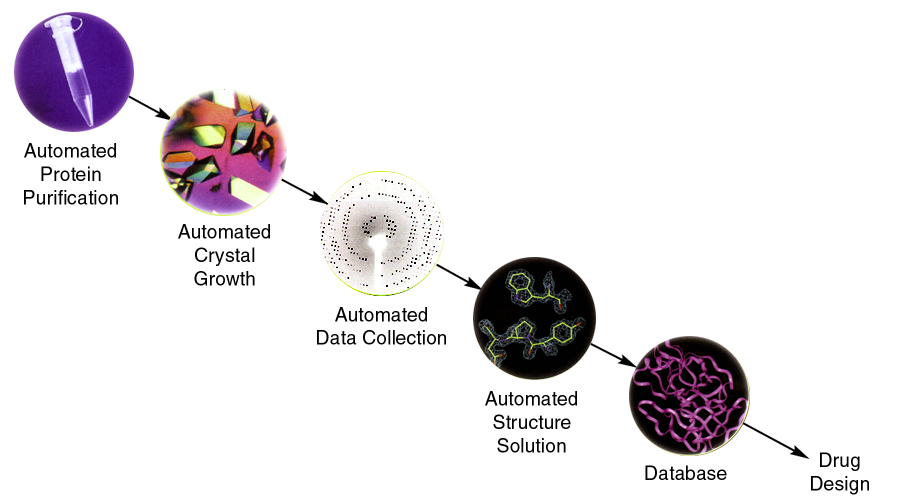 Automated
Protein
Purification
Automated
Crystal
Growth
Automated
Data Collection
Automated
Structure
Solution
Database
Drug
Design